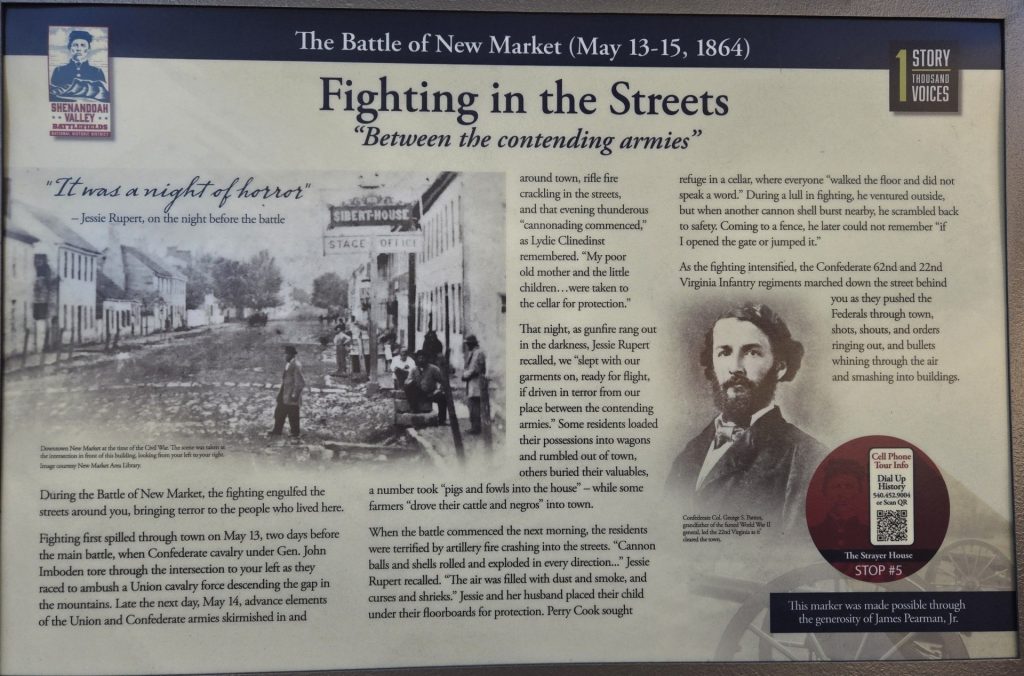 The Battle of New Market (May 13-15, 1864)
SHENANDOAH
VALLEY
BATTLEFIELDS
NATIONAL HISTORIC DISTRICT
1 STORY
THOUSAND
VOICES
Fighting in the Streets
“Between the contending armies”
"It was a night of horror"
– Jessie Rupert, on the night before the battle
SIBERT-HOUSE
STAGE OFFICE
Downtown New Market at the time of the Civil War. The scene was taken at
the intersection in front of this building, looking from your left to your right.
Image courtesy New Market Area Library.
During the Battle of New Market, the fighting engulfed the
streets around you, bringing terror to the people who lived here.
Fighting first spilled through town on May 13, two days before
the main battle, when Confederate cavalry under Gen. John
Imboden tore through the intersection to your left as they
raced to ambush a Union cavalry force descending the gap in
the mountains. Late the next day, May 14, advance elements
of the Union and Confederate armies skirmished in and
around town, rifle fire
crackling in the streets,
and that evening thunderous
“cannonading commenced,”
as Lydie Clinedinst
remembered. “My poor
old mother and the little
children…were taken to
the cellar for protection.”
That night, as gunfire rang out
in the darkness, Jessie Rupert
recalled, we “slept with our
garments on, ready for flight,
if driven in terror from our
place between the contending
armies.” Some residents loaded
their possessions into wagons
and rumbled out of town,
others buried their valuables,
a number took “pigs and fowls into the house” – while some
farmers “drove their cattle and negros” into town.
When the battle commenced the next morning, the residents
were terrified by artillery fire crashing into the streets. “Cannon
balls and shells rolled and exploded in every direction...” Jessie
Rupert recalled. “The air was filled with dust and smoke, and
curses and shrieks.” Jessie and her husband placed their child
under their floorboards for protection. Perry Cook sought
refuge in a cellar, where everyone “walked the floor and did not
speak a word.” During a lull in fighting, he ventured outside,
but when another cannon shell burst nearby, he scrambled back
to safety. Coming to a fence, he later could not remember “if
I opened the gate or jumped it.”
As the fighting intensified, the Confederate 62nd and 22nd
Virginia Infantry regiments marched down the street behind
you as they pushed the
Federals through town,
shots, shouts, and orders
ringing out, and bullets
whining through the air
and smashing into buildings.
Confederate Col. George S. Patton,
grandfather of the famed World War II
general, led the 22nd Virginia as it
cleared the town.
Cell Phone
Tour Info
Dial Up
History
540.452.9004
or Scan QR
The Strayer House
STOP #5
This marker was made possible through
the generosity of James Pearman, Jr.